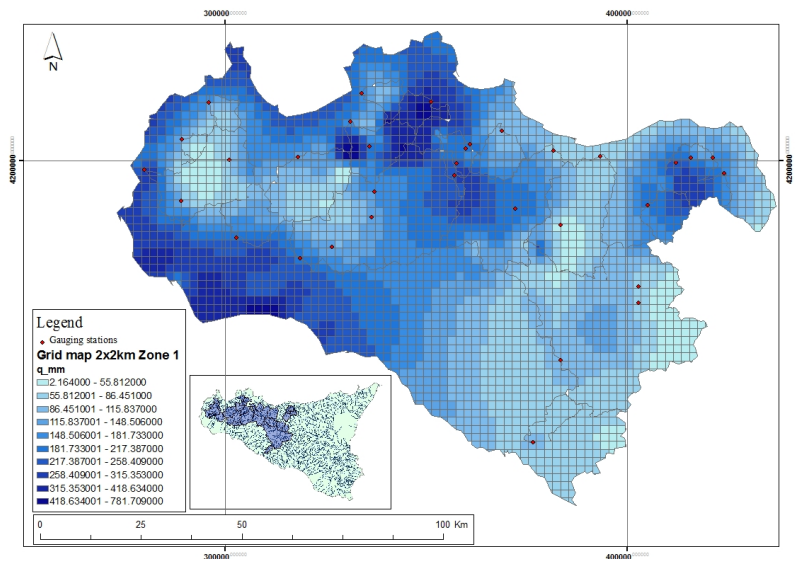 300000
400000
N
4200000
4200000
Legend
Gauging stations
Grid map 2x2km Zone 1
q_mm
2.164000 - 55.812000
55.812001 - 86.451000
86.451001 - 115.837000
115.837001 - 148.506000
148.506001 - 181.733000
181.733001 - 217.387000
217.387001 - 258.409000
258.409001 - 315.353000
315.353001 - 418.634000
418.634001 - 781.709000
0 25 50 100 Km
300000
400000